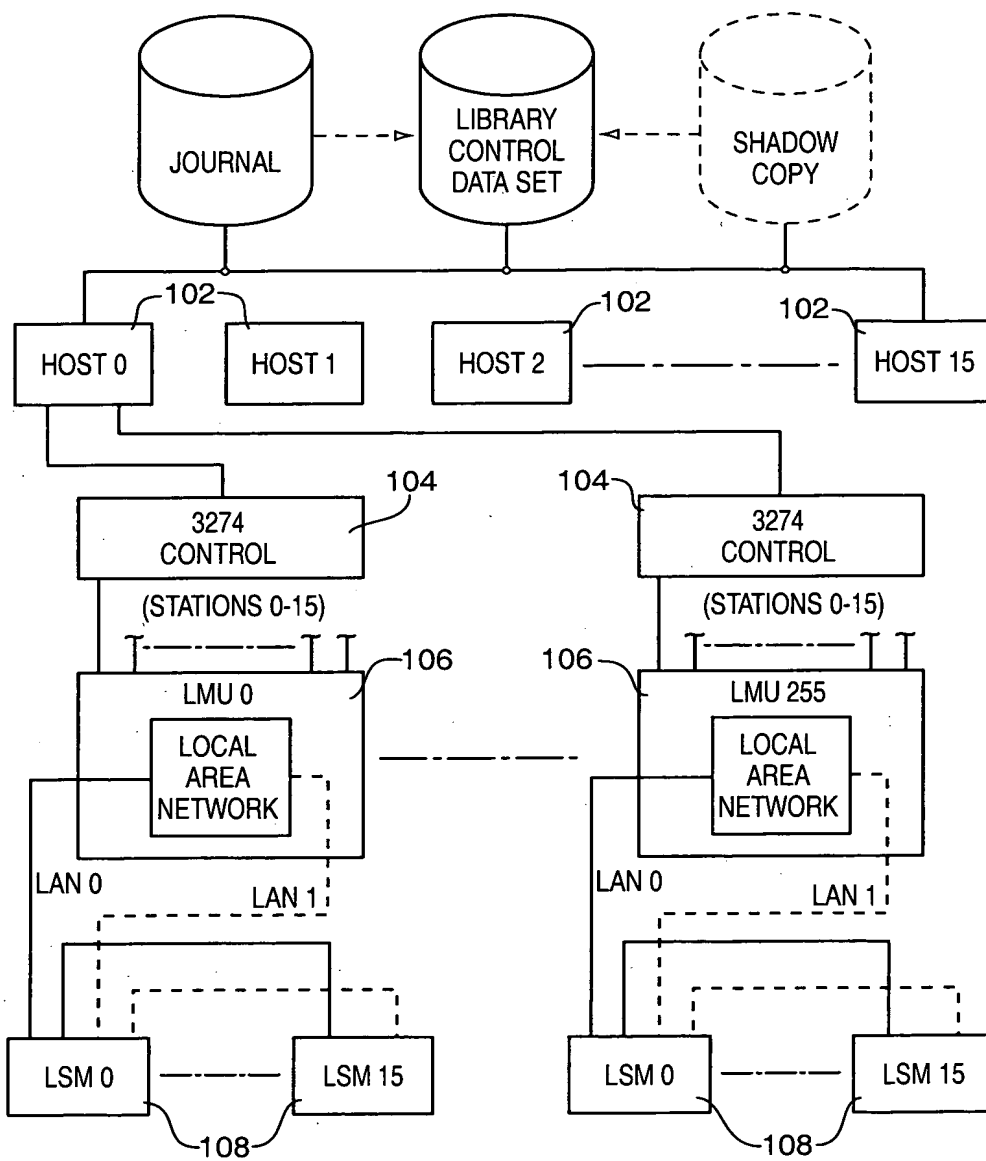 JOURNAL
LIBRARY
CONTROL
DATA SET
SHADOW
COPY
102
102
102
HOST 0
HOST 1
HOST 2
HOST 15
104
104
3274
CONTROL
3274
CONTROL
(STATIONS 0-15)
(STATIONS 0-15)
106
106
LMU 0
LMU 255
LOCAL
AREA
NETWORK
LOCAL
AREA
NETWORK
LAN 0
LAN 1
LAN 0
LAN 1
LSM 0
LSM 15
LSM 0
LSM 15
108
108